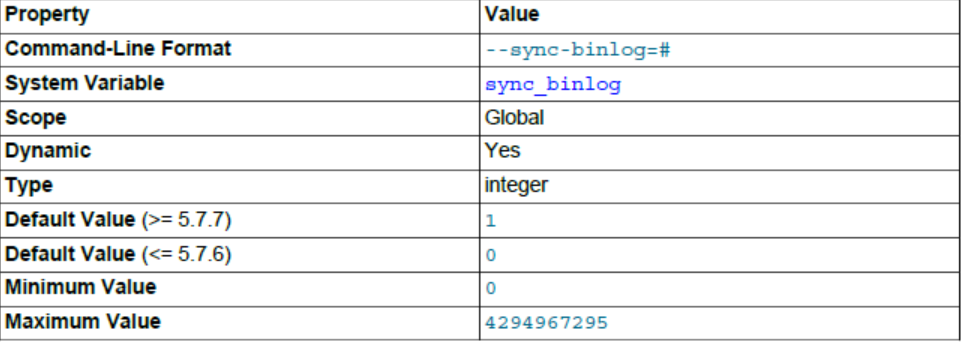 Property Value
Command-Line Format --sync-binlog=#
System Variable sync_binlog
Scope Global
Dynamic Yes
Type integer
Default Value (>= 5.7.7) 1
Default Value (<= 5.7.6) 0
Minimum Value 0
Maximum Value 4294967295